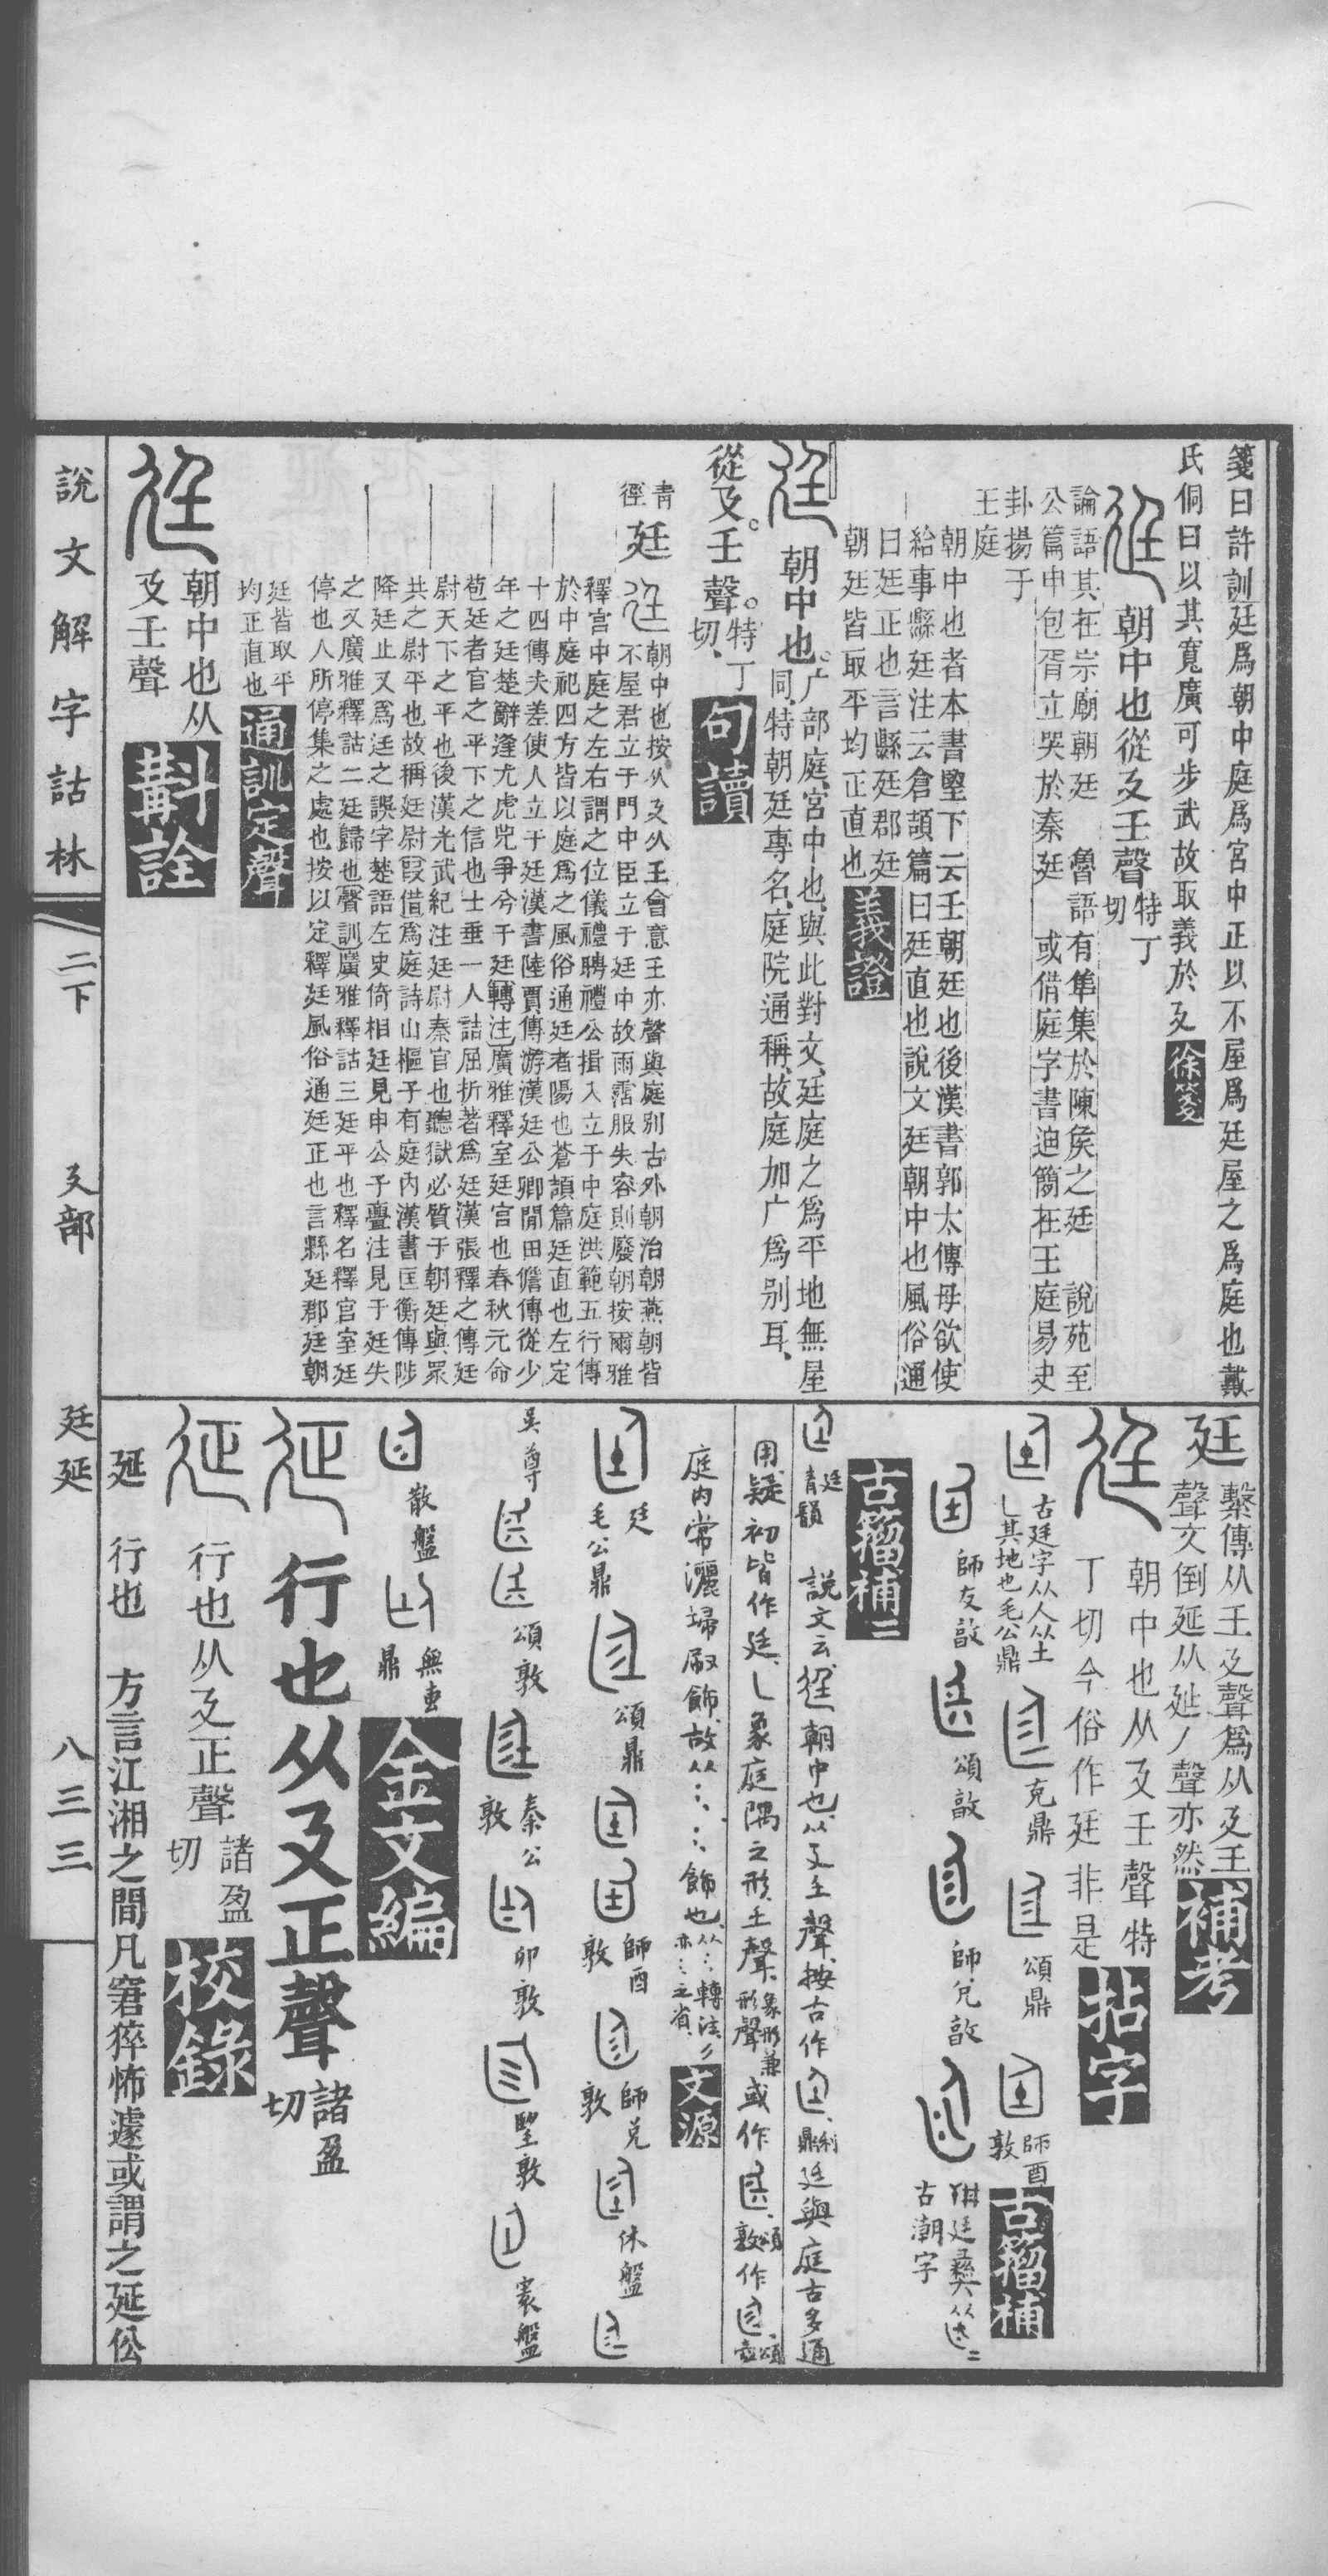 箋曰許訓廷爲朝中庭爲宮中正以不屋爲廷屋之爲庭也戴
氏侗曰以其寬廣可步武故取義於廴徐箋
朝中也從廴壬聲特丁切
論語其在宗廟朝廷　魯語有隼集於陳矦之廷　說苑至
公篇申包胥立哭於秦廷　或借庭字書迪簡在王庭易夬
卦揚于
王庭
朝中也者本書壂下云壬朝廷也後漢書郭太傳母欲使
給事縣廷注云倉頡篇曰廷直也說文廷朝中也風俗通
曰廷正也言縣廷郡廷
朝廷皆取平均正直也義證
朝中也。广部庭宮中也、與此對文、廷庭之爲平地無屋
同、特朝廷專名、庭院通稱、故庭加广爲別耳、
從廴。壬聲。特丁切、句讀
青
徑
廷
朝中也按从廴从壬會意壬亦聲與庭別古外朝治朝燕朝皆
不屋君立于門中臣立于廷中故雨霑服失容則廢朝按爾雅
釋宮中庭之左右謂之位儀禮聘禮公揖入立于中庭洪範五行傳
於中庭祀四方皆以庭爲之風俗通廷者陽也蒼頡篇廷直也左定
十四傳夫差使人立于廷漢書陸賈傳游漢廷公卿閒田儋傳從少
年之廷楚辭逢尤虎兕爭兮于廷轉注廣雅釋室廷宮也春秋元命
苞廷者官之平下之信也士垂一人詰屈折著爲廷漢張釋之傳廷
尉天下之平也後漢光武紀注廷尉秦官也聽獄必質于朝廷與眾
共之尉平也故稱廷尉叚借爲庭詩山樞子有庭內漢書匡衡傳陟
降廷止又爲迋之誤字楚語左史倚相廷見申公子亹注見于廷失
之又廣雅釋詁二廷歸也聲訓廣雅釋詁三廷平也釋名釋宮室廷
停也人所停集之處也按以定釋廷風俗通廷正也言縣廷郡廷朝
廷皆取平
均正直也通訓定聲
朝中也从
廴壬聲斠詮
廷
繫傳从王廴聲爲从廴王
聲文倒延从㢟丿聲亦然補考
朝中也从廴壬聲特
丁切今俗作廷非是拈字
古廷字从人从土
乚其地也毛公鼎　克鼎　頌鼎　師酉敦古籀補
師友㪤　頌㪤　師兌㪤　廷彝从
古潮字
古籀補二
廷
青韻　說文云、朝中也、从廴壬聲、按古作　利鼎廷與庭古多通
用、疑初皆作廷、乚象庭隅之形、壬聲、象形兼形聲或作　頌敦作　頌壺
庭內常灑埽㕞飾、故从　飾也、轉注文源
廷
毛公鼎　頌鼎　師酉敦　師兌敦　休盤
吳尊　頌敦　秦公敦　卯敦　朢敦　寰盤
散盤　無叀鼎金文編
行也从廴正聲諸盈切
行也从廴正聲諸盈切校錄
㢟　行也　方言江湘之間凡窘猝怖遽或謂之㢟伀
說文解字詁林　二下　廴部　廷㢟　八三三